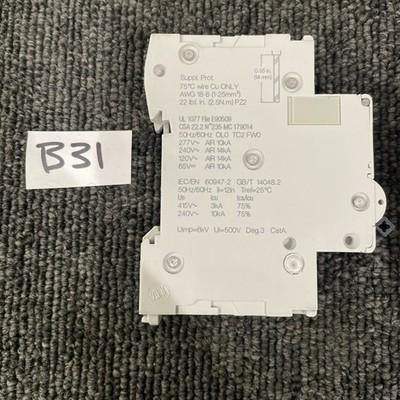 B31
Suppl. Prot.
75°C wire Cu ONLY
AWG 18-8 (1-25mm²)
22 lbf. in. (2.5N.m) PZ2
0.55 in.
(14 mm)
UL 1077 File E90509
CSA 22.2 N°235-MC 179014
50Hz/60Hz OL0 TC2 FW0
277V~ AIR 10kA
240V~ AIR 14kA
120V~ AIR 14kA
65V⎓ AIR 10kA
IEC/EN 60947-2 GB/T 14048.2
50Hz/60Hz Ii=12In Tref=25°C
Ue Icu Ics/Icu
415V~ 3kA 75%
240V~ 10kA 75%
Uimp=6kV Ui=500V Deg.3 CatA